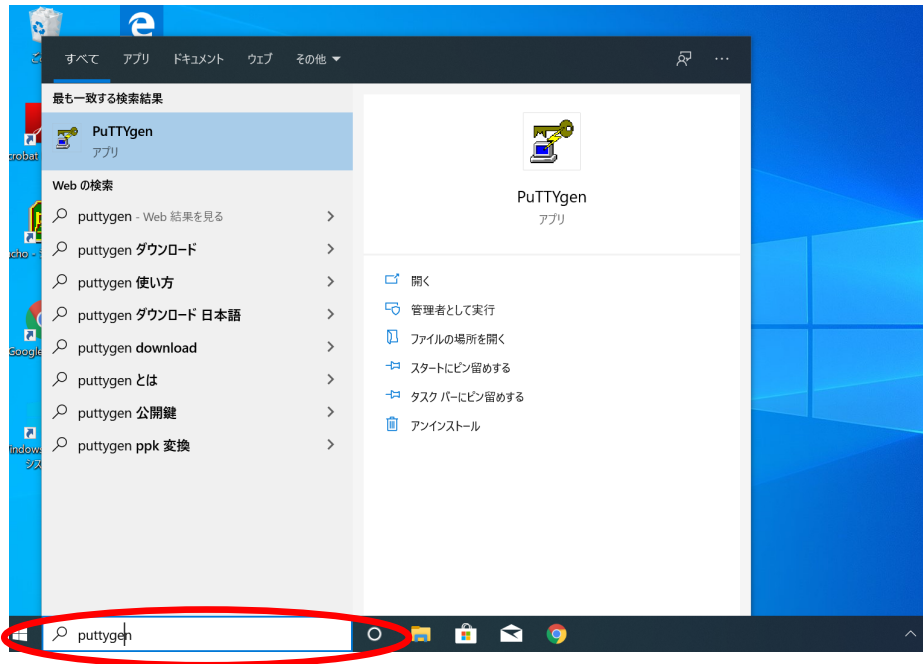 すべて アプリ ドキュメント ウェブ その他
最も一致する検索結果
PuTTYgen
アプリ
Web の検索
puttygen - Web 結果を見る
puttygen ダウンロード
puttygen 使い方
puttygen ダウンロード 日本語
puttygen download
puttygen とは
puttygen 公開鍵
puttygen ppk 変換
PuTTYgen
アプリ
開く
管理者として実行
ファイルの場所を開く
スタートにピン留めする
タスク バーにピン留めする
アンインストール
crobat
Google
puttygen